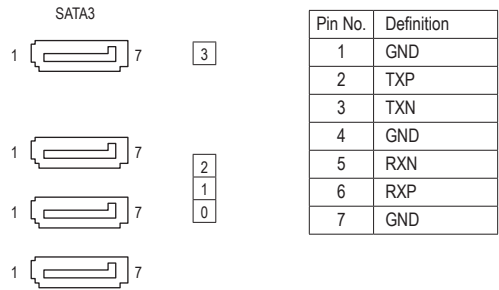 SATA3
1 7 3
1 7
2
1 7
1
0
1 7
Pin No. Definition
1 GND
2 TXP
3 TXN
4 GND
5 RXN
6 RXP
7 GND